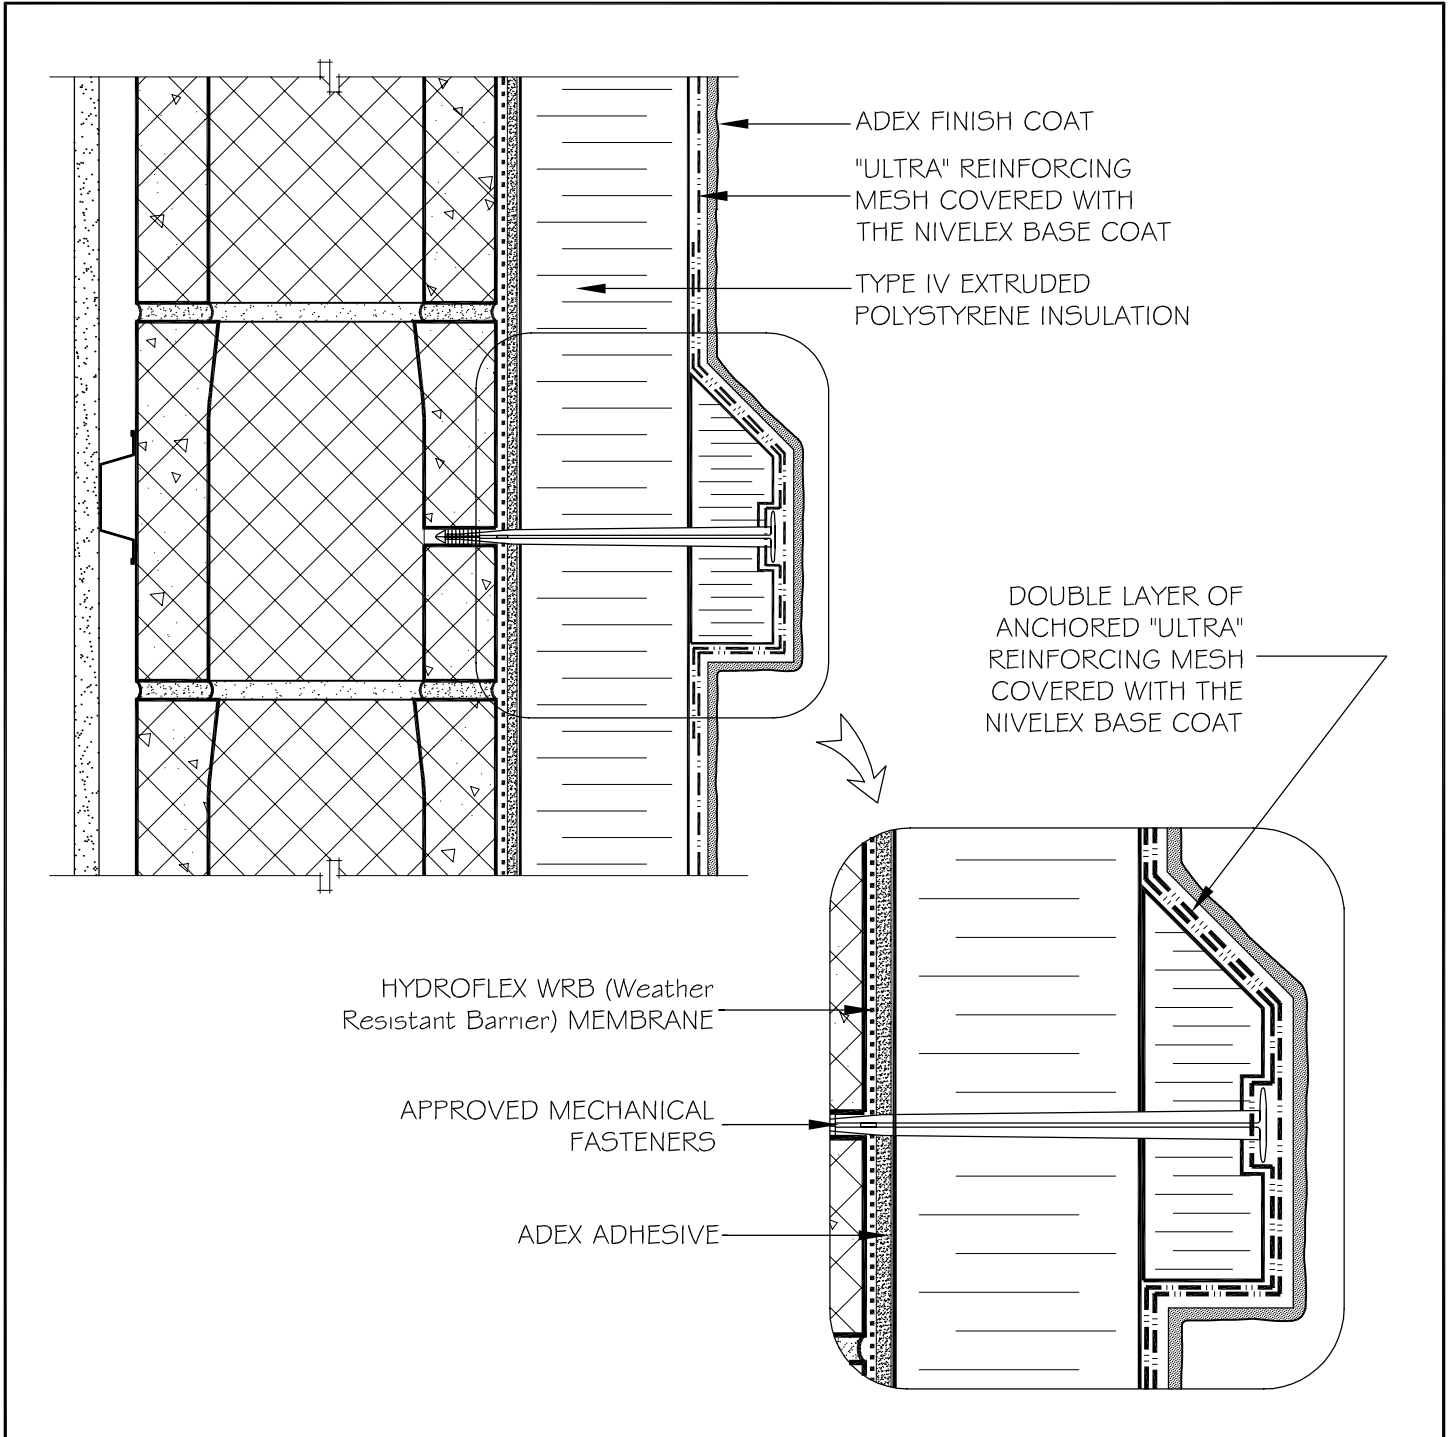 ADEX FINISH COAT
"ULTRA" REINFORCING
MESH COVERED WITH
THE NIVELEX BASE COAT
TYPE IV EXTRUDED
POLYSTYRENE INSULATION
DOUBLE LAYER OF
ANCHORED "ULTRA"
REINFORCING MESH
COVERED WITH THE
NIVELEX BASE COAT
HYDROFLEX WRB (Weather
Resistant Barrier) MEMBRANE
APPROVED MECHANICAL
FASTENERS
ADEX ADHESIVE